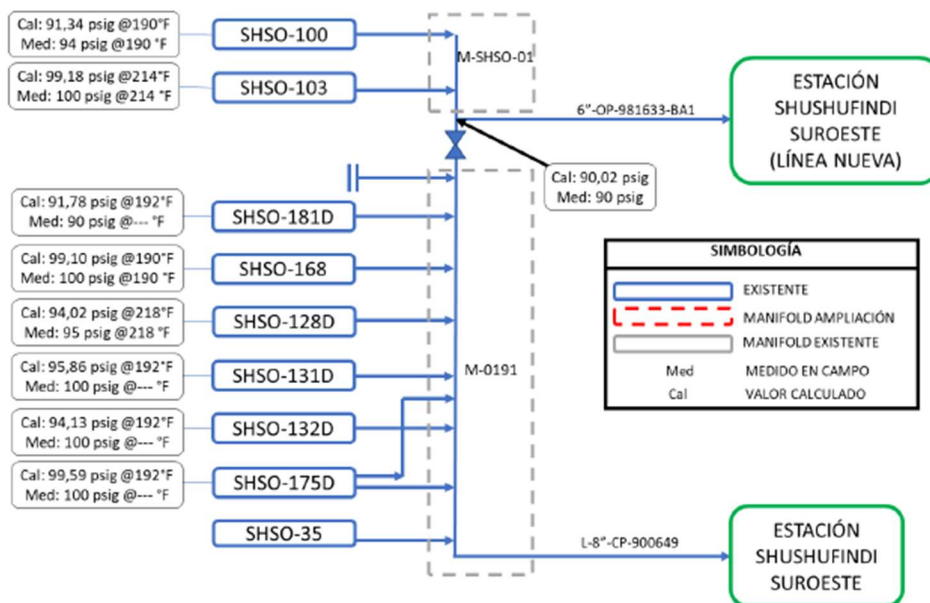 Cal: 91,34 psig @190°F
Med: 94 psig @190 °F
SHSO-100
M-SHSO-01
Cal: 99,18 psig @214°F
Med: 100 psig @214 °F
SHSO-103
6"-OP-981633-BA1
ESTACIÓN
SHUSHUFINDI
SUROESTE
(LÍNEA NUEVA)
Cal: 90,02 psig
Med: 90 psig
Cal: 91,78 psig @192°F
Med: 90 psig @--- °F
SHSO-181D
Cal: 99,10 psig @190°F
Med: 100 psig @190 °F
SHSO-168
Cal: 94,02 psig @218°F
Med: 95 psig @218 °F
SHSO-128D
Cal: 95,86 psig @192°F
Med: 100 psig @--- °F
SHSO-131D
M-0191
Cal: 94,13 psig @192°F
Med: 100 psig @--- °F
SHSO-132D
Cal: 99,59 psig @192°F
Med: 100 psig @--- °F
SHSO-175D
SHSO-35
L-8"-CP-900649
ESTACIÓN
SHUSHUFINDI
SUROESTE
SIMBOLOGÍA
EXISTENTE
MANIFOLD AMPLIACIÓN
MANIFOLD EXISTENTE
Med MEDIDO EN CAMPO
Cal VALOR CALCULADO